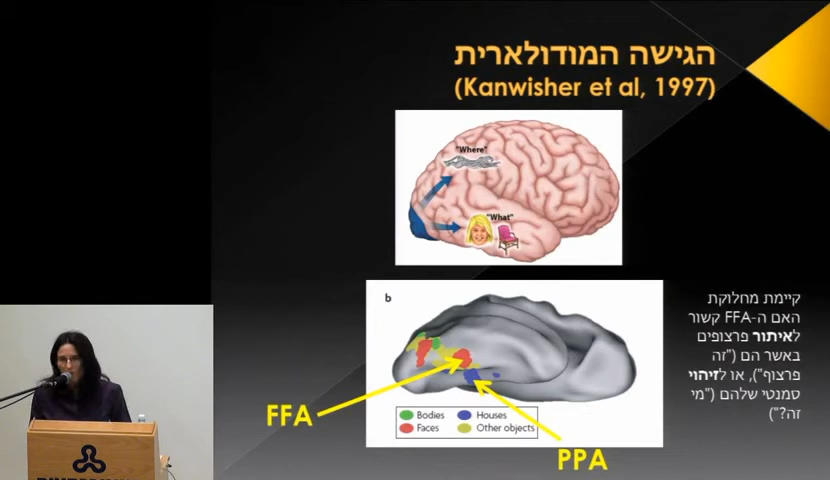 הגישה המודולארית
(Kanwisher et al, 1997)
"Where"
"What"
b
Bodies
Houses
Faces
Other objects
FFA
PPA
קיימת מחלוקת
האם ה-FFA קשור
לאיתור פרצופים
באשר הם ("זה
פרצוף"), או לזיהוי
סמנטי שלהם ("מי
זה?")